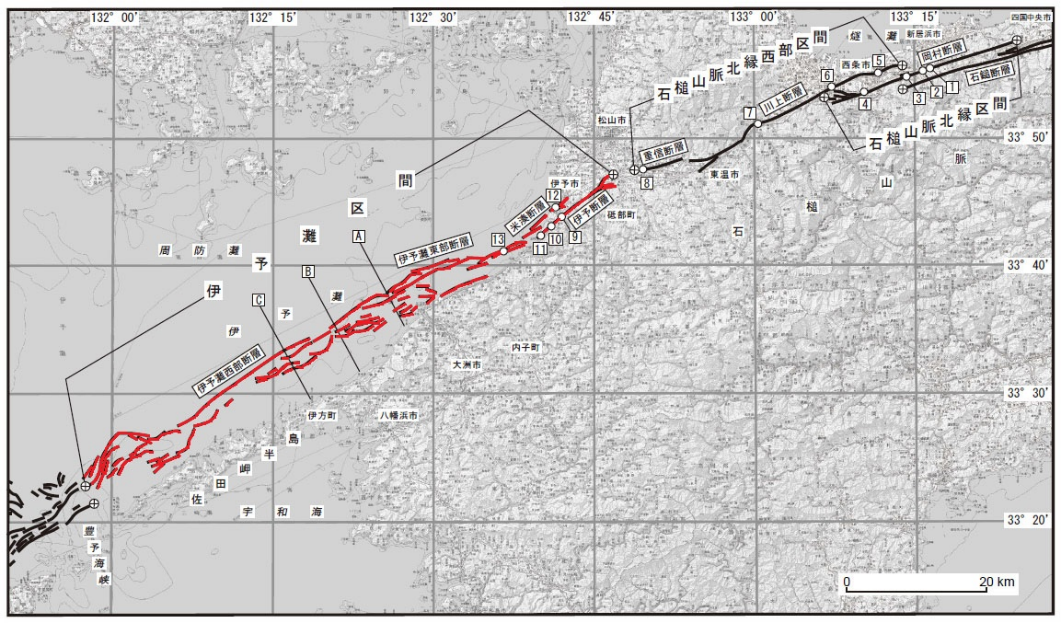 132° 00'
132° 15'
132° 30'
132° 45'
133° 00'
133° 15'
四国中央市
燧灘
新居浜市
岡村断層
石鎚断層
石槌山脈北縁西部区間
西条市
5
6
川上断層
1
2
3
4
石槌山脈北縁区間
7
松山市
33° 50'
重信断層
8
東温市
石槌山脈
伊予灘区間
伊予市
12
米湊断層
伊予断層
砥部町
9
10
11
13
周防灘
A
伊予灘東部断層
33° 40'
B
C
伊予灘
内子町
大洲市
伊予灘西部断層
33° 30'
伊方町
八幡浜市
佐田岬半島
宇和海
33° 20'
豊予海峡
0
20 km